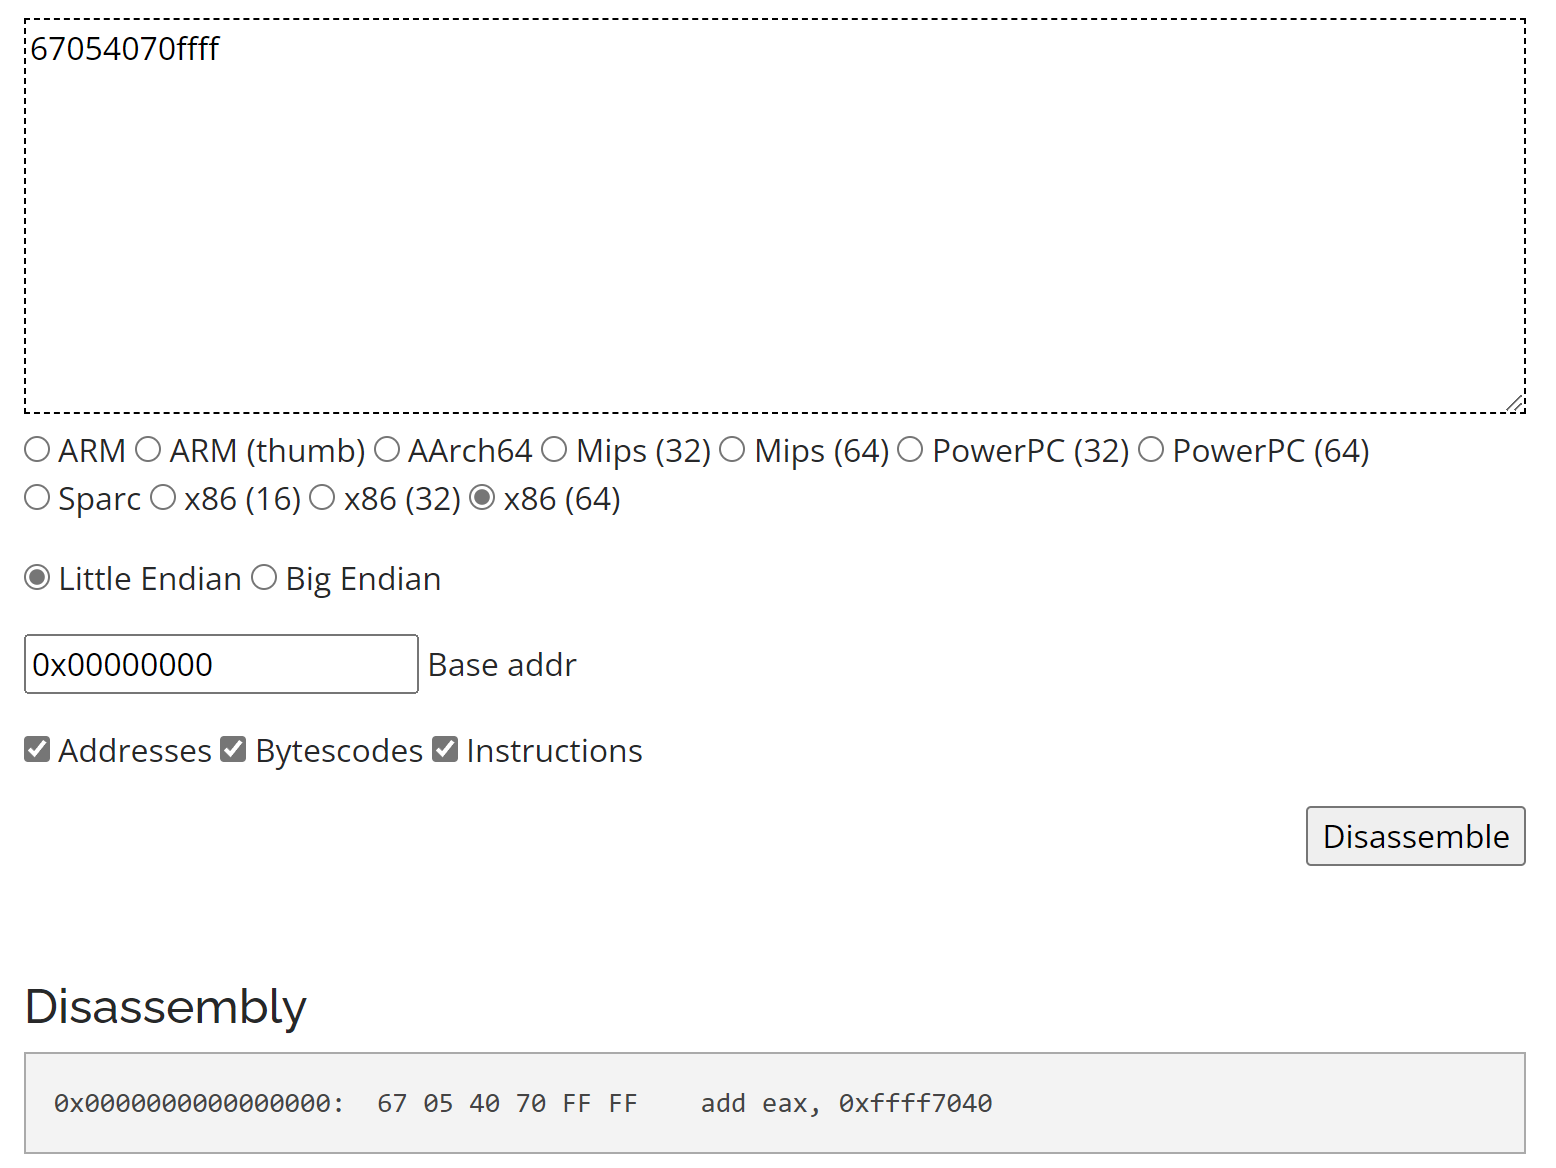 67054070ffff
ARM ARM (thumb) AArch64 Mips (32) Mips (64) PowerPC (32) PowerPC (64)
Sparc x86 (16) x86 (32) x86 (64)
Little Endian Big Endian
0x00000000 Base addr
Addresses Bytescodes Instructions
Disassemble
Disassembly
0x0000000000000000: 67 05 40 70 FF FF add eax, 0xffff7040